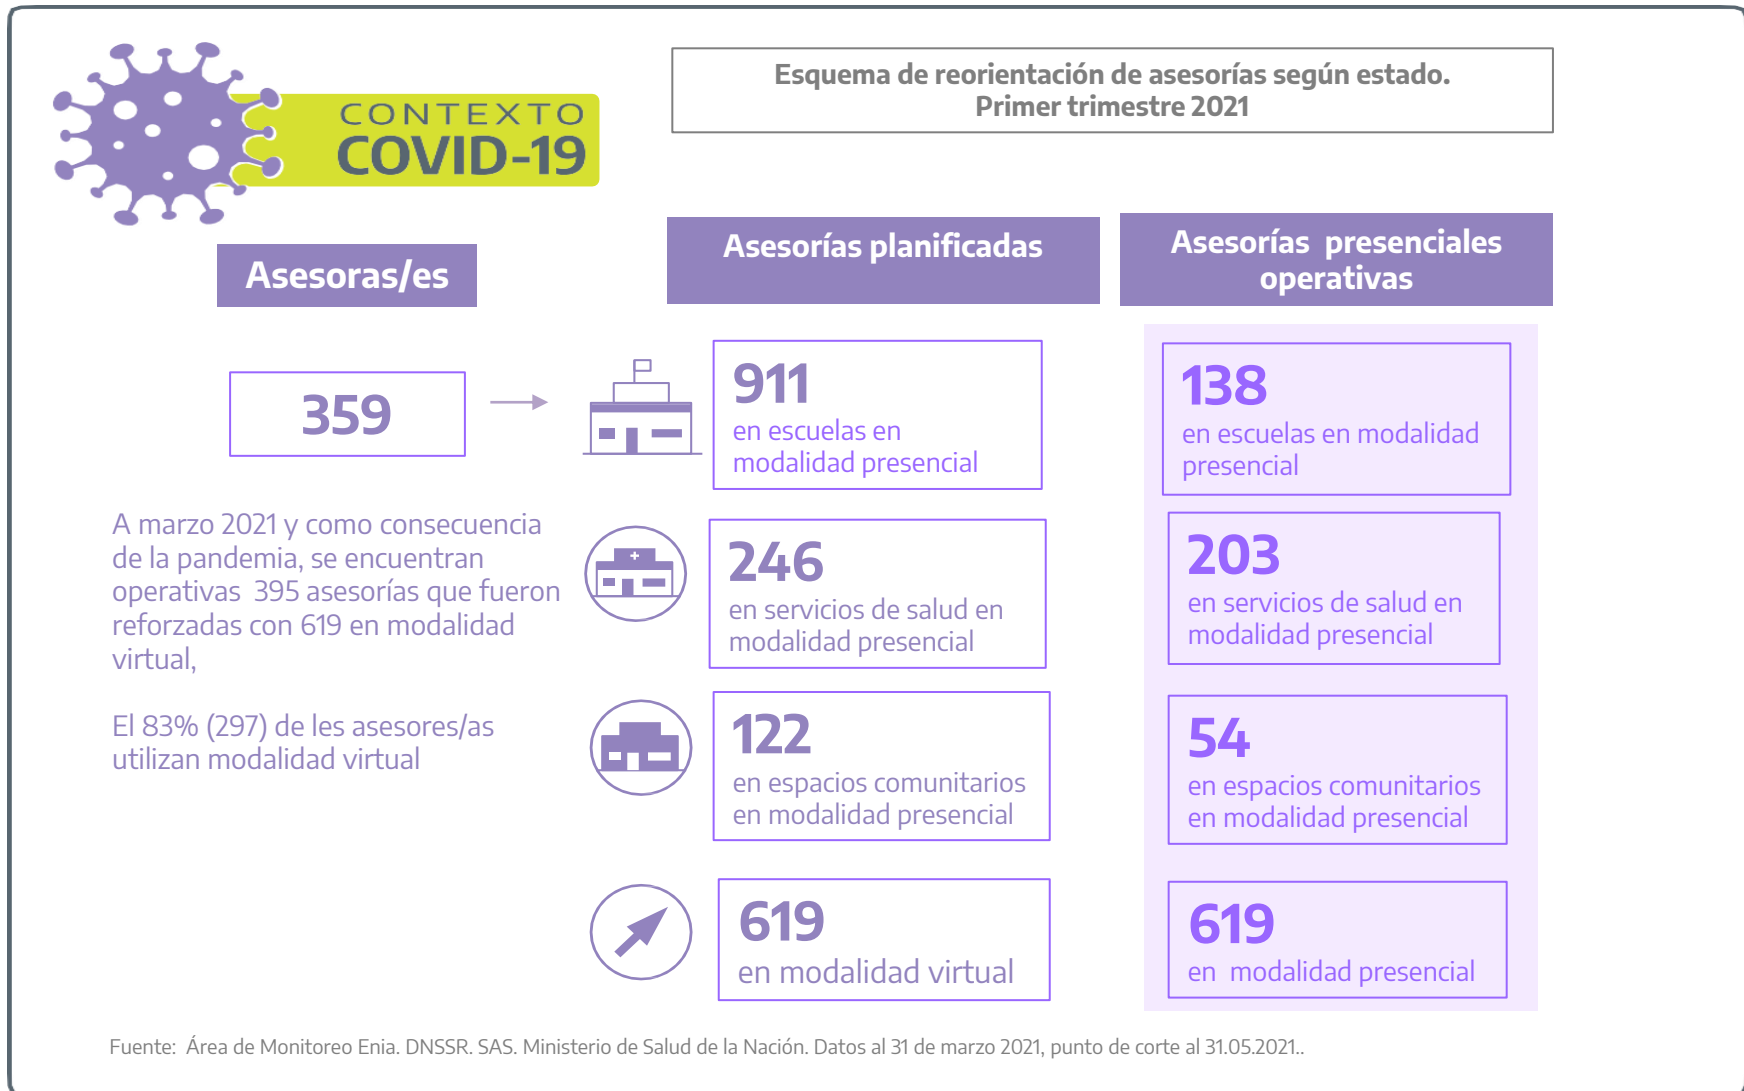 CONTEXTO
COVID-19
Esquema de reorientación de asesorías según estado.
Primer trimestre 2021
Asesoras/es
Asesorías planificadas
Asesorías  presenciales
operativas
359
911
en escuelas en
modalidad presencial
138
en escuelas en modalidad
presencial
A marzo 2021 y como consecuencia
de la pandemia, se encuentran
operativas  395 asesorías que fueron
reforzadas con 619 en modalidad
virtual,
El 83% (297) de les asesores/as
utilizan modalidad virtual
246
en servicios de salud en
modalidad presencial
203
en servicios de salud en
modalidad presencial
122
en espacios comunitarios
en modalidad presencial
54
en espacios comunitarios
en modalidad presencial
619
en modalidad virtual
619
en  modalidad presencial
Fuente:  Área de Monitoreo Enia. DNSSR. SAS. Ministerio de Salud de la Nación. Datos al 31 de marzo 2021, punto de corte al 31.05.2021..